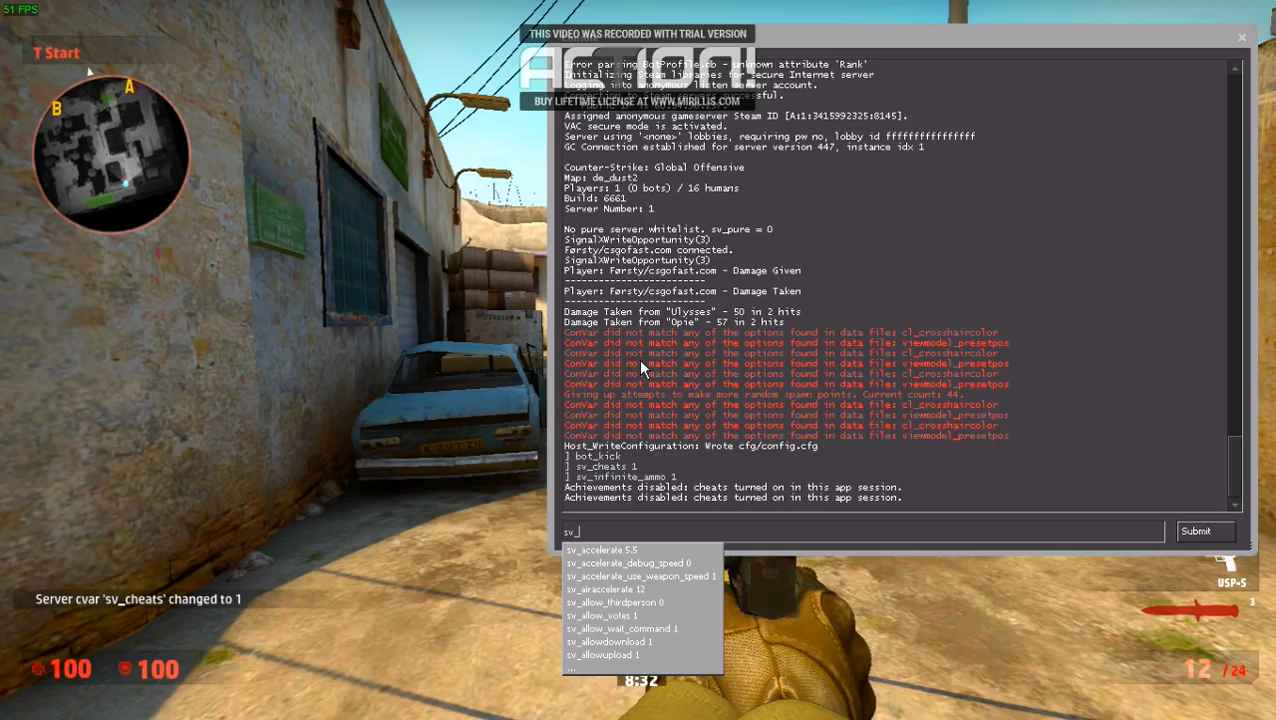 51 FPS
T Start
A
B
THIS VIDEO WAS RECORDED WITH TRIAL VERSION
BUY LIFETIME LICENSE AT WWW.MIRILLIS.COM
Error parsing BotProfile.db - unknown attribute 'Rank'
Initializing Steam libraries for secure Internet server
Logging into anonymous listen server account.
Connection to Steam servers successful.
Assigned anonymous gameserver Steam ID [A:1:3415992325:8145].
VAC secure mode is activated.
Server using '<none>' lobbies, requiring pw no, lobby id ffffffffffffffff
GC Connection established for server version 447, instance idx 1
Counter-Strike: Global Offensive
Map: de_dust2
Players: 1 (0 bots) / 16 humans
Build: 6661
Server Number: 1
No pure server whitelist. sv_pure = 0
SignalXWriteOpportunity(3)
Førsty/csgofast.com connected.
SignalXWriteOpportunity(3)
Player: Førsty/csgofast.com - Damage Given
-------------------------
Player: Førsty/csgofast.com - Damage Taken
-------------------------
Damage Taken from "Ulysses" - 50 in 2 hits
Damage Taken from "Opie" - 57 in 2 hits
ConVar did not match any of the options found in data file: cl_crosshaircolor
ConVar did not match any of the options found in data file: viewmodel_presetpos
ConVar did not match any of the options found in data file: cl_crosshaircolor
ConVar did not match any of the options found in data file: viewmodel_presetpos
ConVar did not match any of the options found in data file: cl_crosshaircolor
ConVar did not match any of the options found in data file: viewmodel_presetpos
Giving up attempts to make more random spawn points. Current count: 44.
ConVar did not match any of the options found in data file: cl_crosshaircolor
ConVar did not match any of the options found in data file: viewmodel_presetpos
ConVar did not match any of the options found in data file: cl_crosshaircolor
ConVar did not match any of the options found in data file: viewmodel_presetpos
Host_WriteConfiguration: Wrote cfg/config.cfg
] bot_kick
] sv_cheats 1
] sv_infinite_ammo 1
Achievements disabled: cheats turned on in this app session.
Achievements disabled: cheats turned on in this app session.
sv_
Submit
sv_accelerate 5.5
sv_accelerate_debug_speed 0
sv_accelerate_use_weapon_speed 1
sv_airaccelerate 12
sv_allow_thirdperson 0
sv_allow_votes 1
sv_allow_wait_command 1
sv_allowdownload 1
sv_allowupload 1
...
Server cvar 'sv_cheats' changed to 1
USP-S
3
100
100
8:32
12 / 24